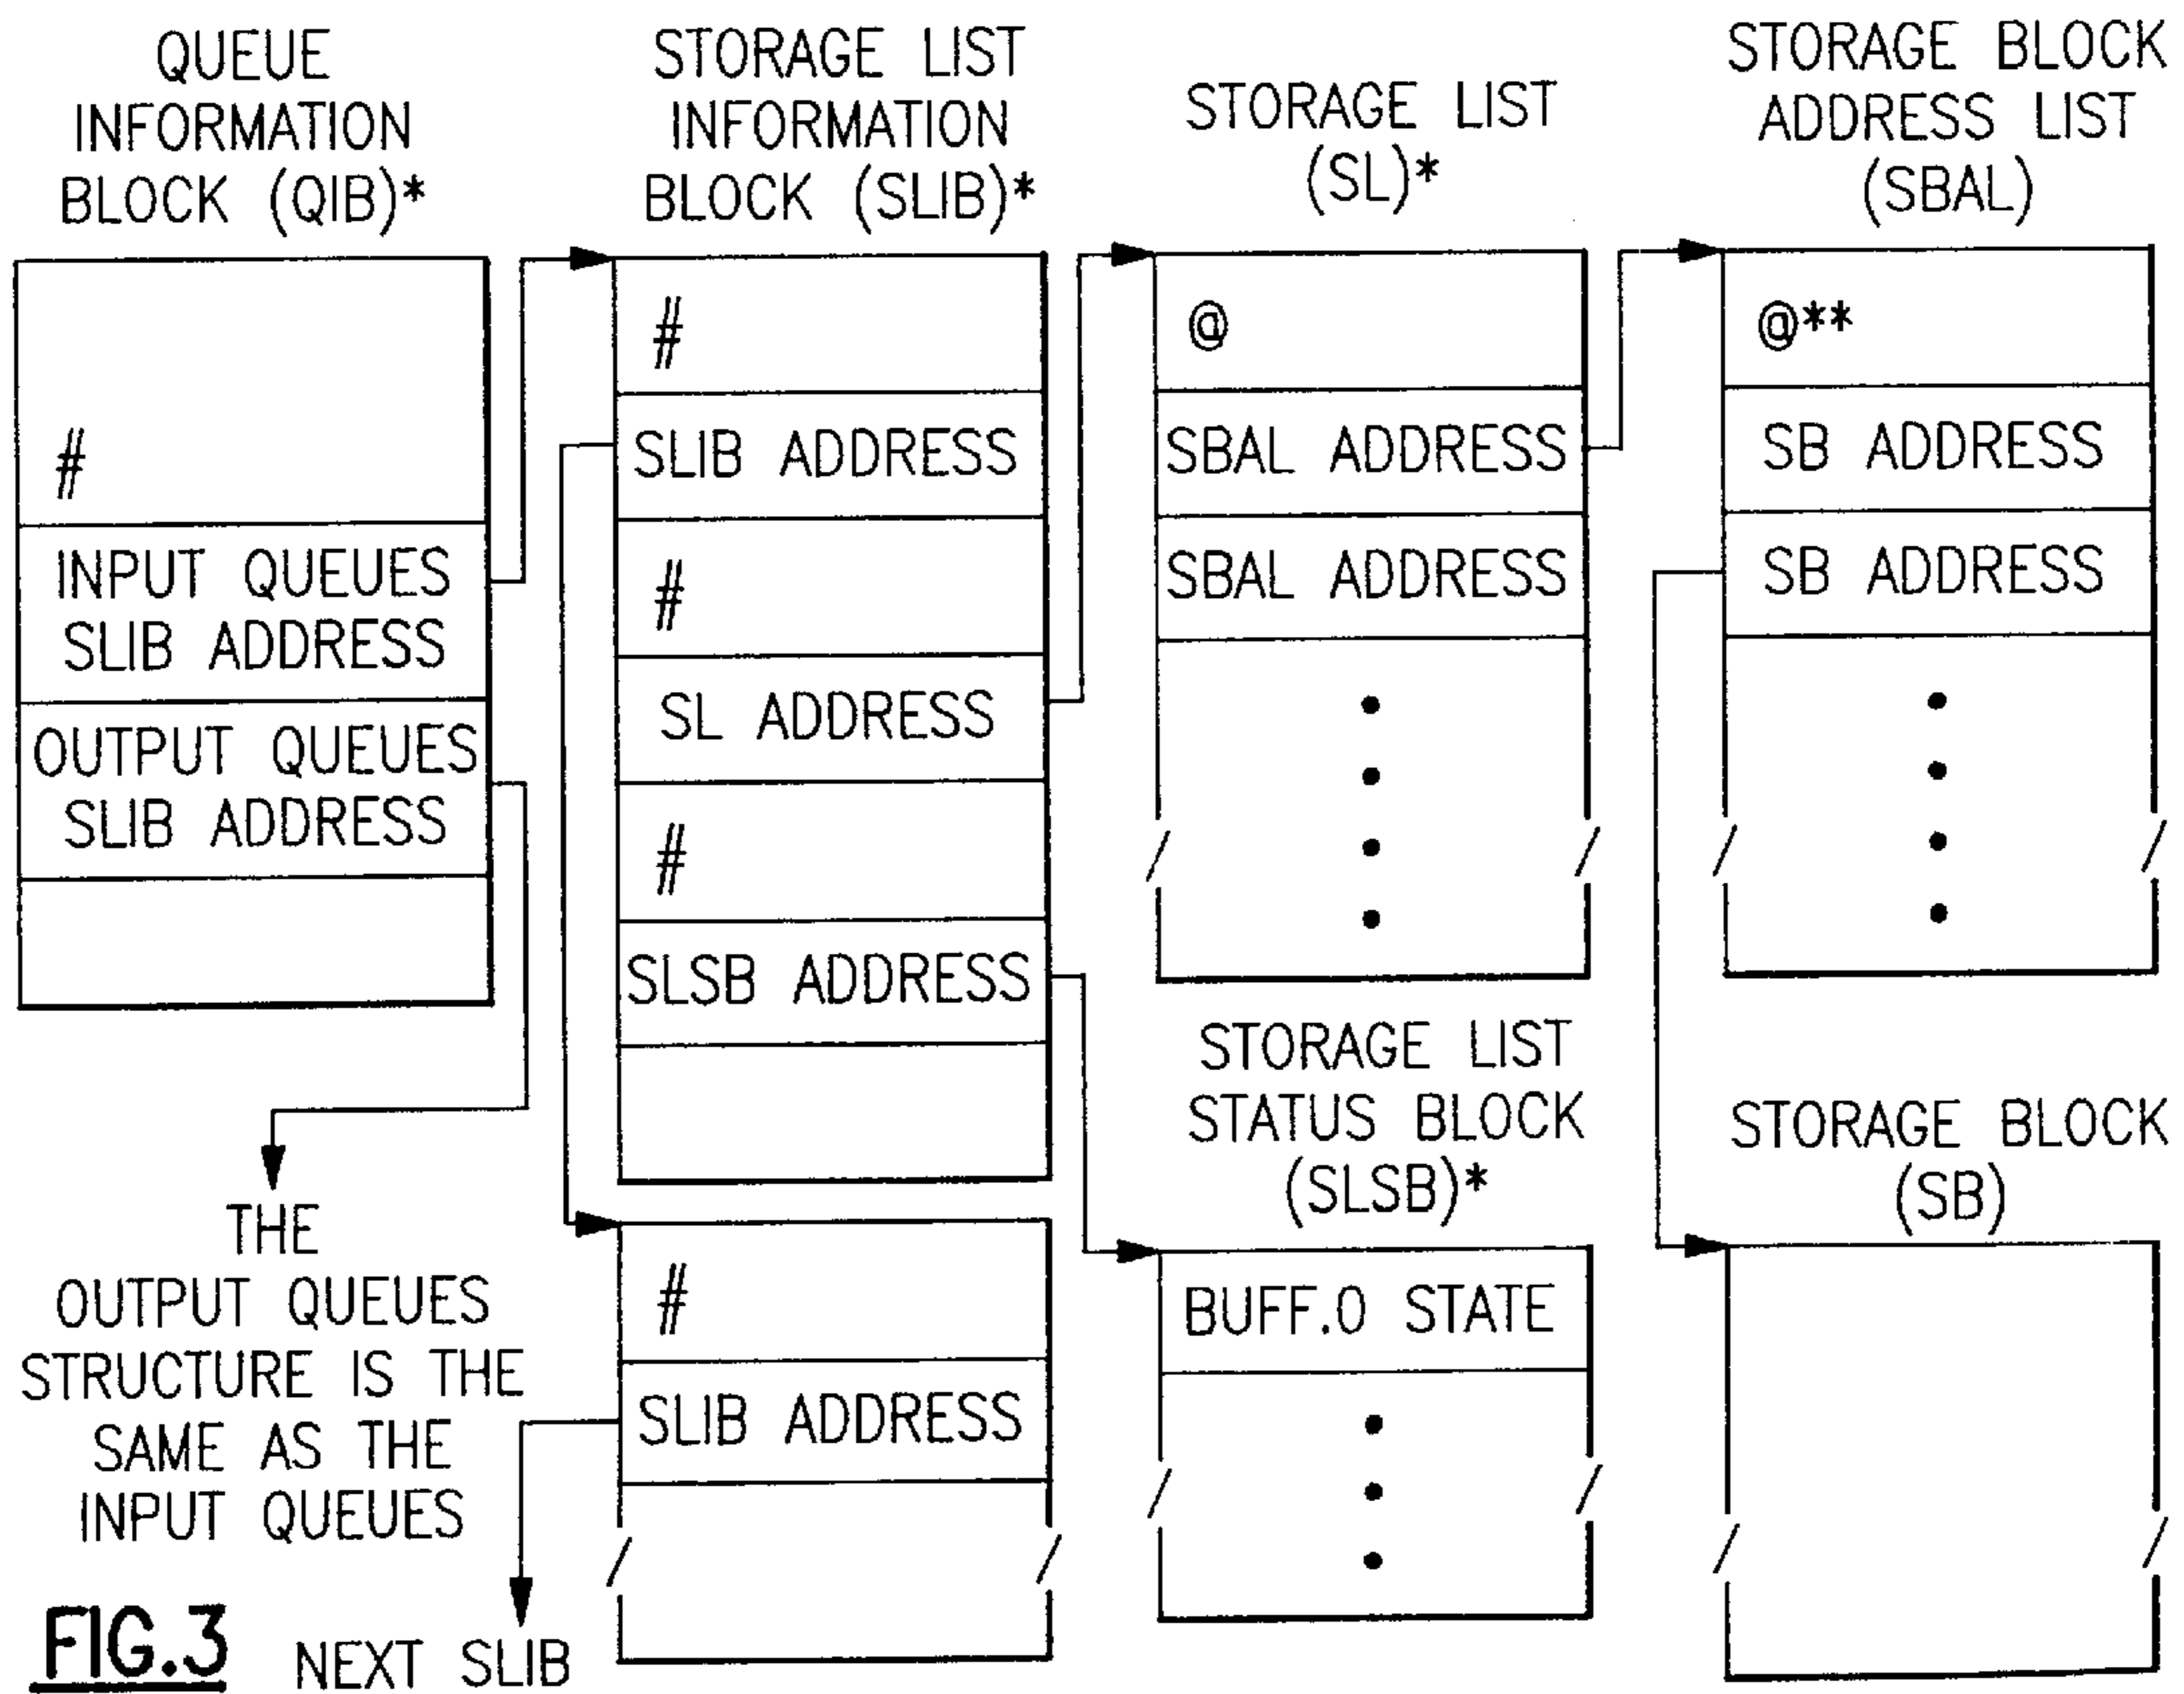 QUEUE
INFORMATION
BLOCK (QIB)*
#
INPUT QUEUES
SLIB ADDRESS
OUTPUT QUEUES
SLIB ADDRESS
THE
OUTPUT QUEUES
STRUCTURE IS THE
SAME AS THE
INPUT QUEUES
STORAGE LIST
INFORMATION
BLOCK (SLIB)*
#
SLIB ADDRESS
#
SL ADDRESS
#
SLSB ADDRESS
#
SLIB ADDRESS
NEXT SLIB
STORAGE LIST
(SL)*
@
SBAL ADDRESS
SBAL ADDRESS
STORAGE LIST
STATUS BLOCK
(SLSB)*
BUFF.0 STATE
STORAGE BLOCK
ADDRESS LIST
(SBAL)
@**
SB ADDRESS
SB ADDRESS
STORAGE BLOCK
(SB)
FIG.3